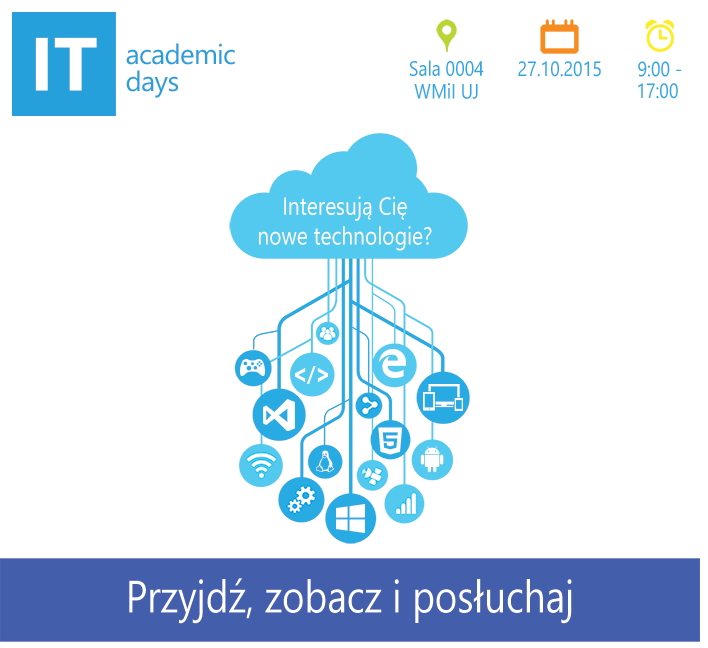 IT
academic
days
Sala 0004
WMiI UJ
27.10.2015
9:00 -
17:00
Interesują Cię
nowe technologie?
</>
5
Przyjdź, zobacz i posłuchaj